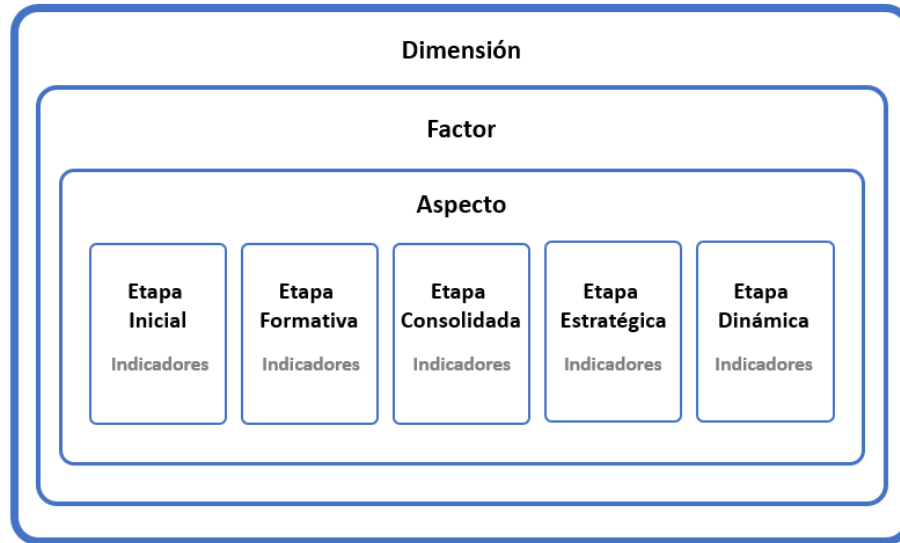 Dimensión
Factor
Aspecto
Etapa
Inicial
Indicadores
Etapa
Formativa
Indicadores
Etapa
Consolidada
Indicadores
Etapa
Estratégica
Indicadores
Etapa
Dinámica
Indicadores